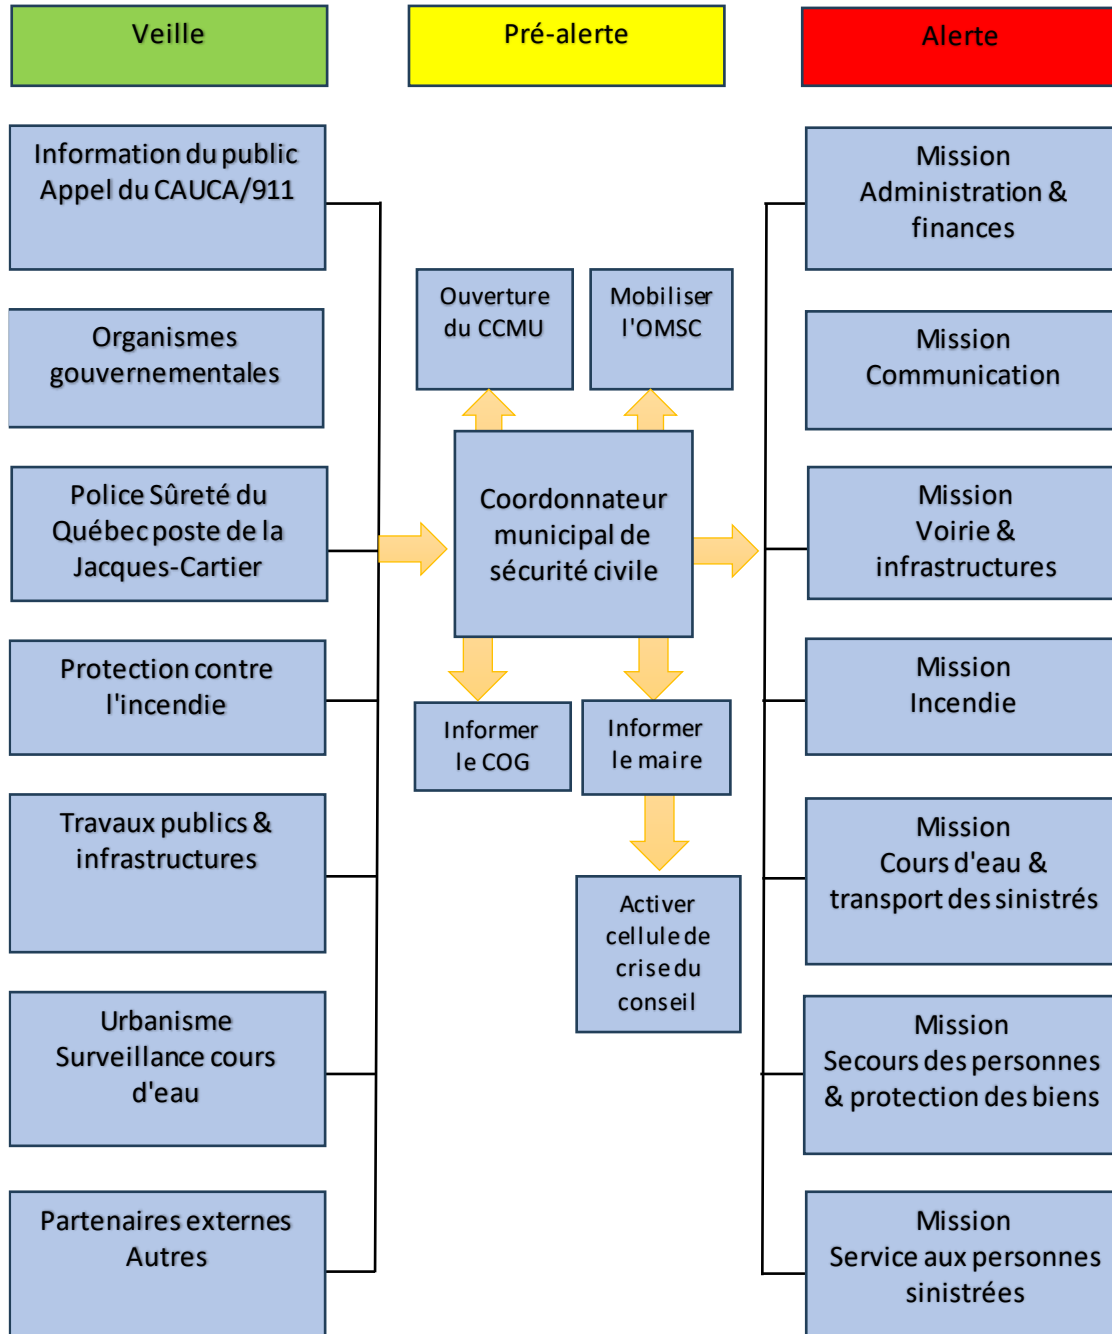 Veille
Pré-alerte
Alerte
Information du public
Appel du CAUCA/911
Organismes
gouvernementales
Police Sûreté du
Québec poste de la
Jacques-Cartier
Protection contre
l'incendie
Travaux publics &
infrastructures
Urbanisme
Surveillance cours
d'eau
Partenaires externes
Autres
Ouverture
du CCMU
Mobiliser
l'OMSC
Coordonnateur
municipal de
sécurité civile
Informer
le COG
Informer
le maire
Activer
cellule de
crise du
conseil
Mission
Administration &
finances
Mission
Communication
Mission
Voirie &
infrastructures
Mission
Incendie
Mission
Cours d'eau &
transport des sinistrés
Mission
Secours des personnes
& protection des biens
Mission
Service aux personnes
sinistrées